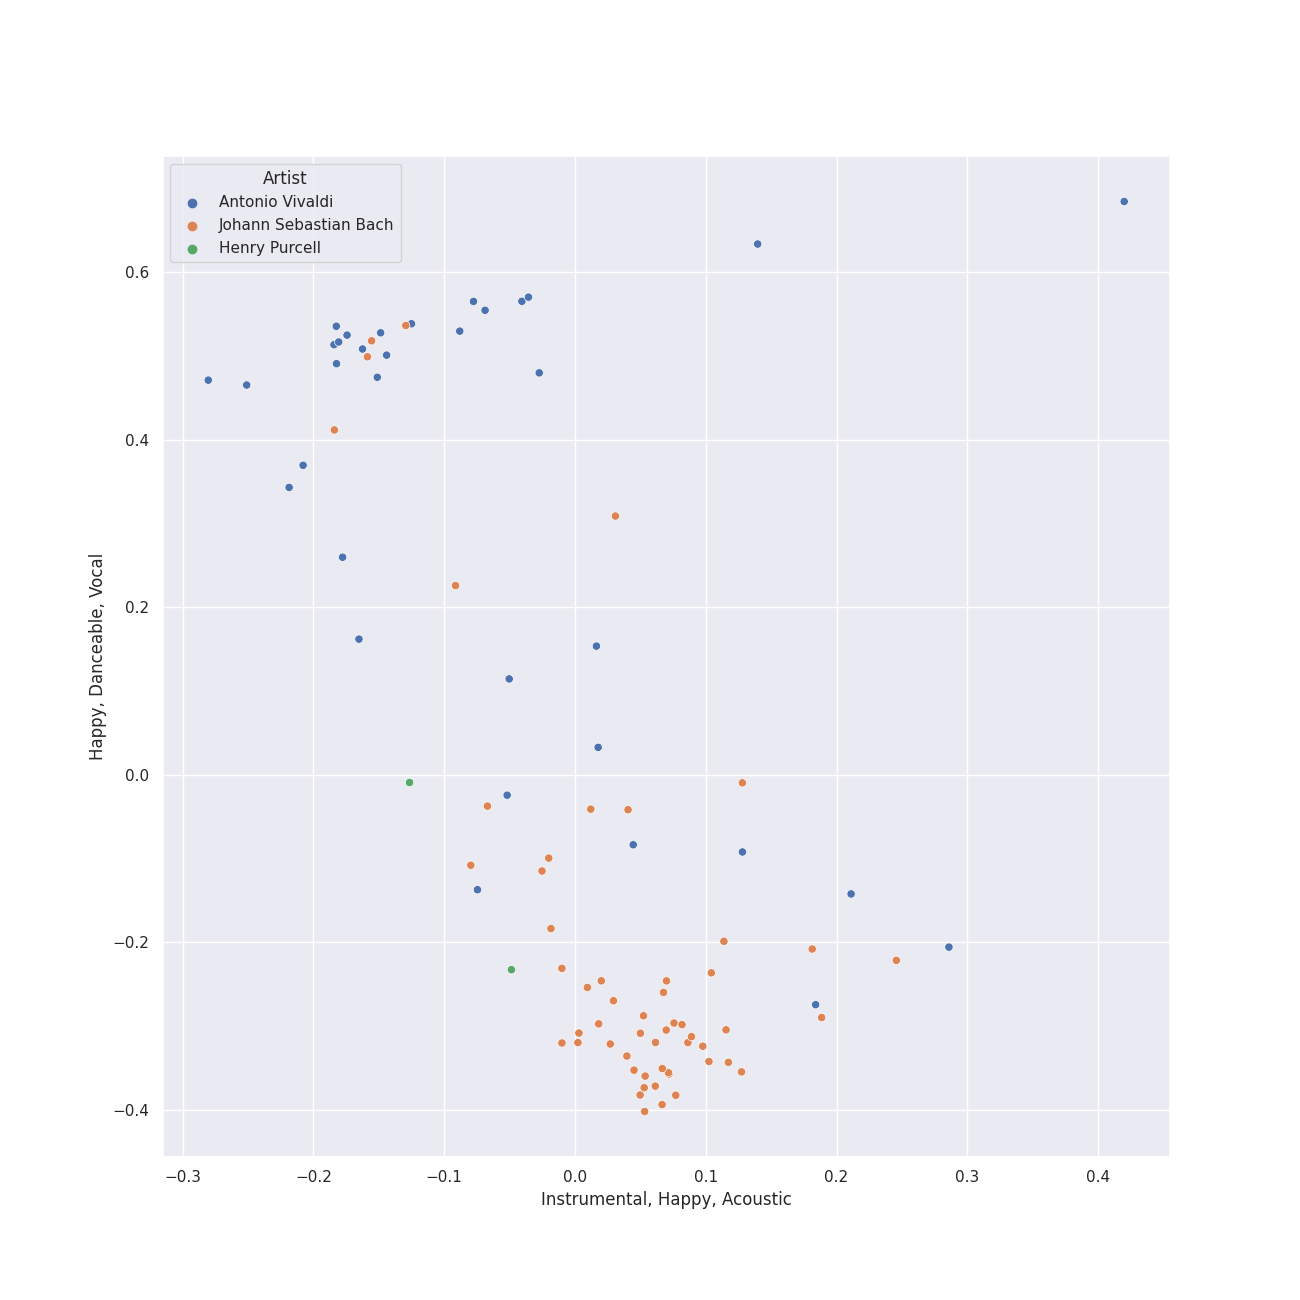 Artist
Antonio Vivaldi
Johann Sebastian Bach
Henry Purcell
0.6
0.4
0.2
0.0
−0.2
−0.4
Happy, Danceable, Vocal
−0.3
−0.2
−0.1
0.0
0.1
0.2
0.3
0.4
Instrumental, Happy, Acoustic